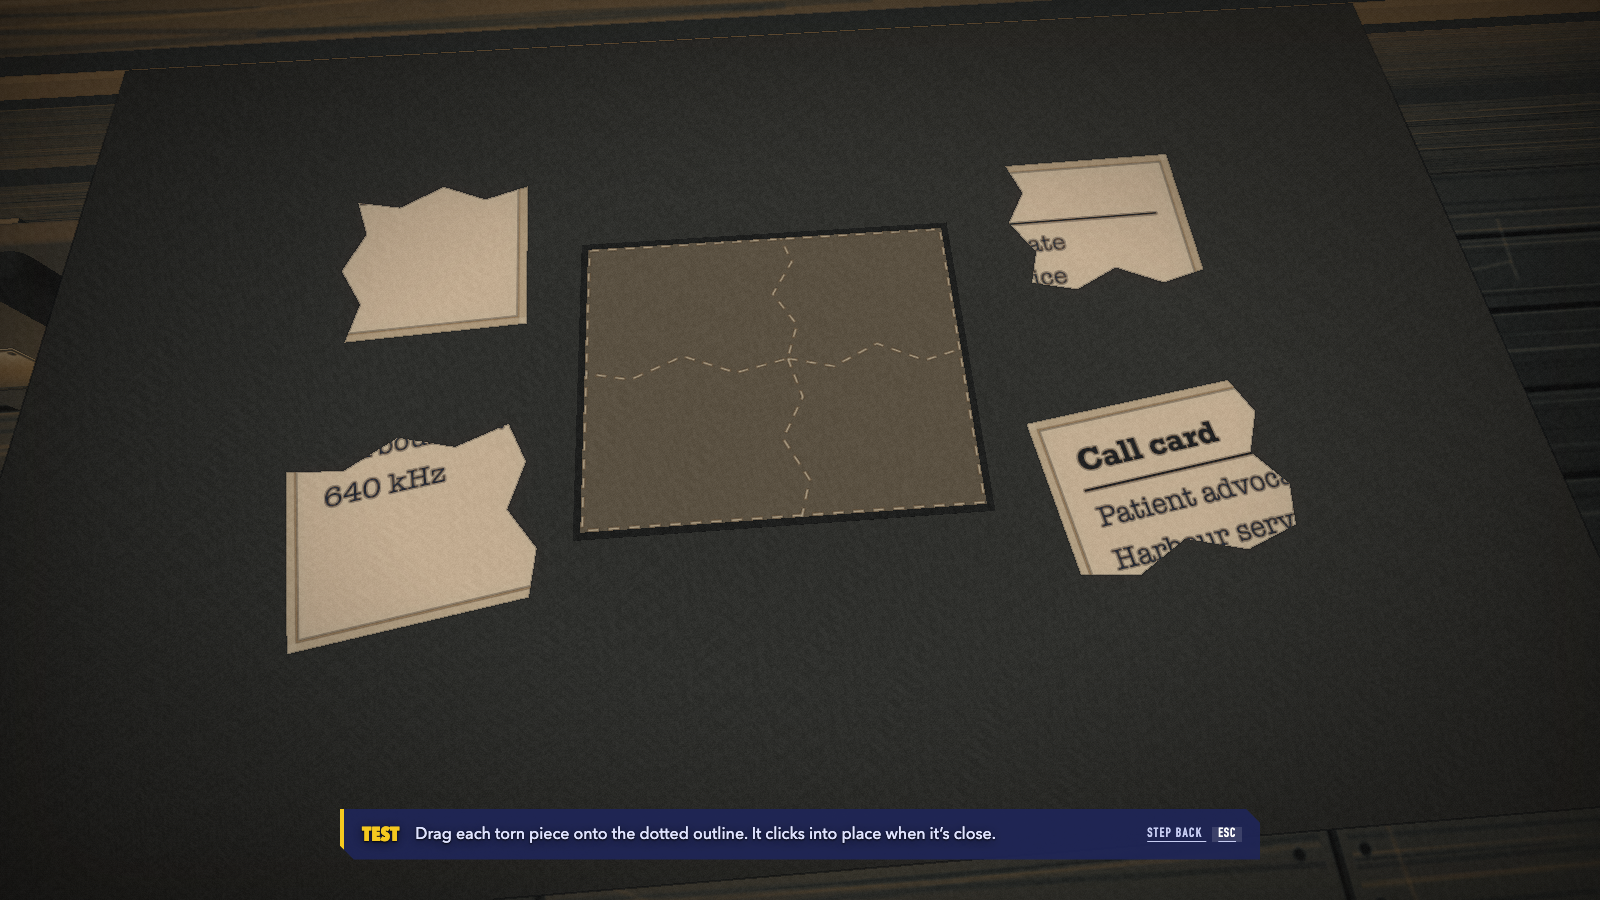 ate
ice
bou
640 kHz
Call card
Patient advoca
Harbour serv
TEST Drag each torn piece onto the dotted outline. It clicks into place when it's close. STEP BACK ESC